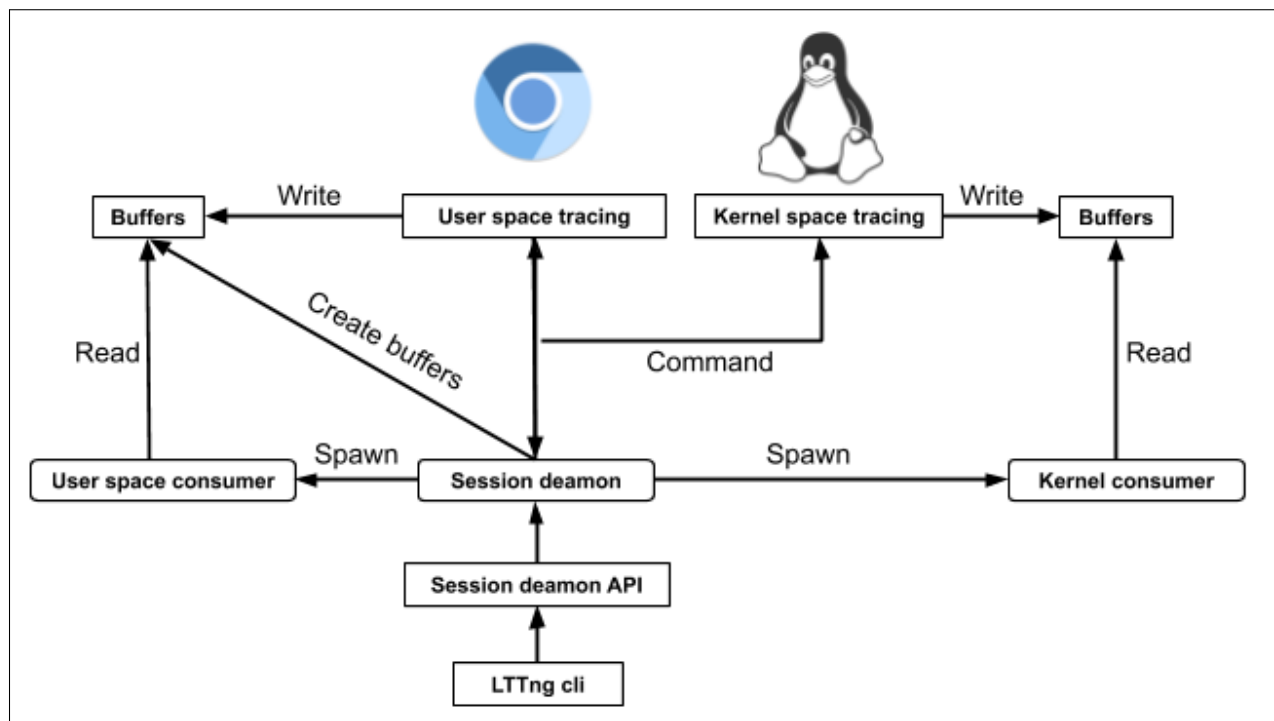 Write
Write
Buffers
User space tracing
Kernel space tracing
Buffers
Create buffers
Read
Command
Read
Spawn
Spawn
User space consumer
Session deamon
Kernel consumer
Session deamon API
LTTng cli